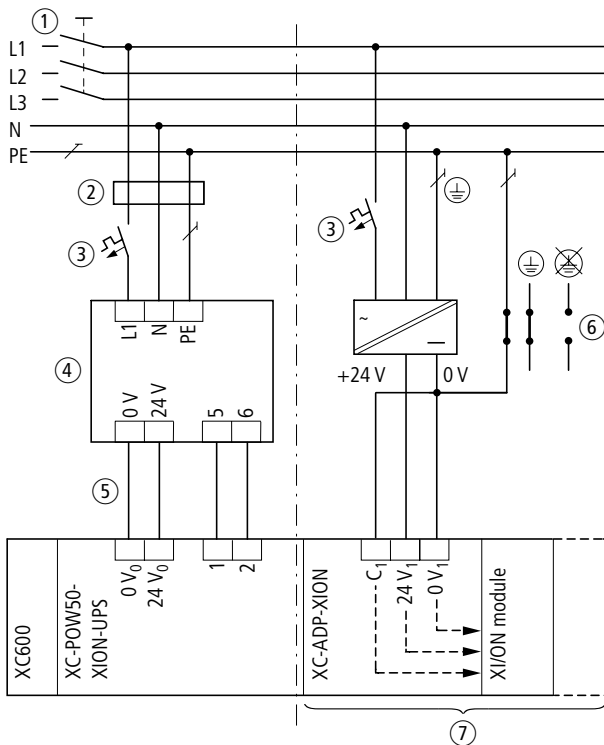 1
L1
L2
L3
N
PE
2
3
3
L1
N
PE
~
6
4
+24 V
0 V
0 V
24 V
5
6
5
0 V0
24 V0
1
2
C1
24 V1
0 V1
XC600
XC-POW50-
XION-UPS
XC-ADP-XION
XI/ON module
7